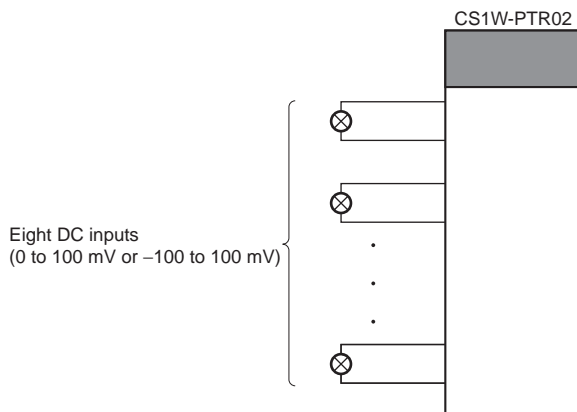 CS1W-PTR02
Eight DC inputs
(0 to 100 mV or –100 to 100 mV)